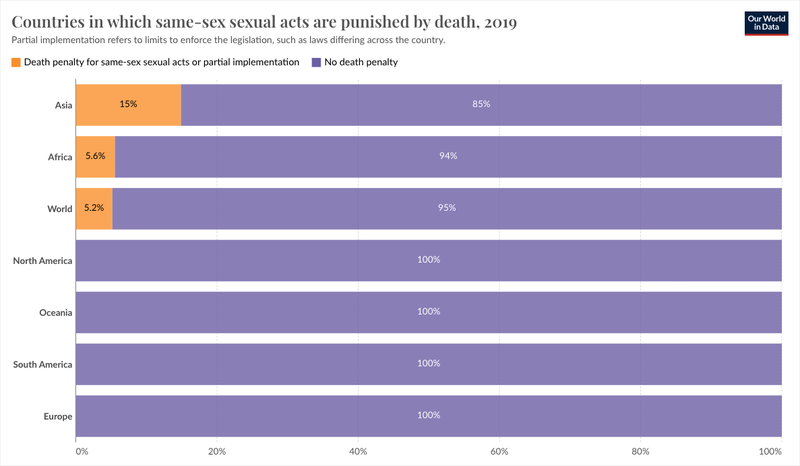 Countries in which same-sex sexual acts are punished by death, 2019
Our World
in Data
Partial implementation refers to limits to enforce the legislation, such as laws differing across the country.
Death penalty for same-sex sexual acts or partial implementation
No death penalty
Asia 15% 85%
Africa 5.6% 94%
World 5.2% 95%
North America 100%
Oceania 100%
South America 100%
Europe 100%
0% 20% 40% 60% 80% 100%